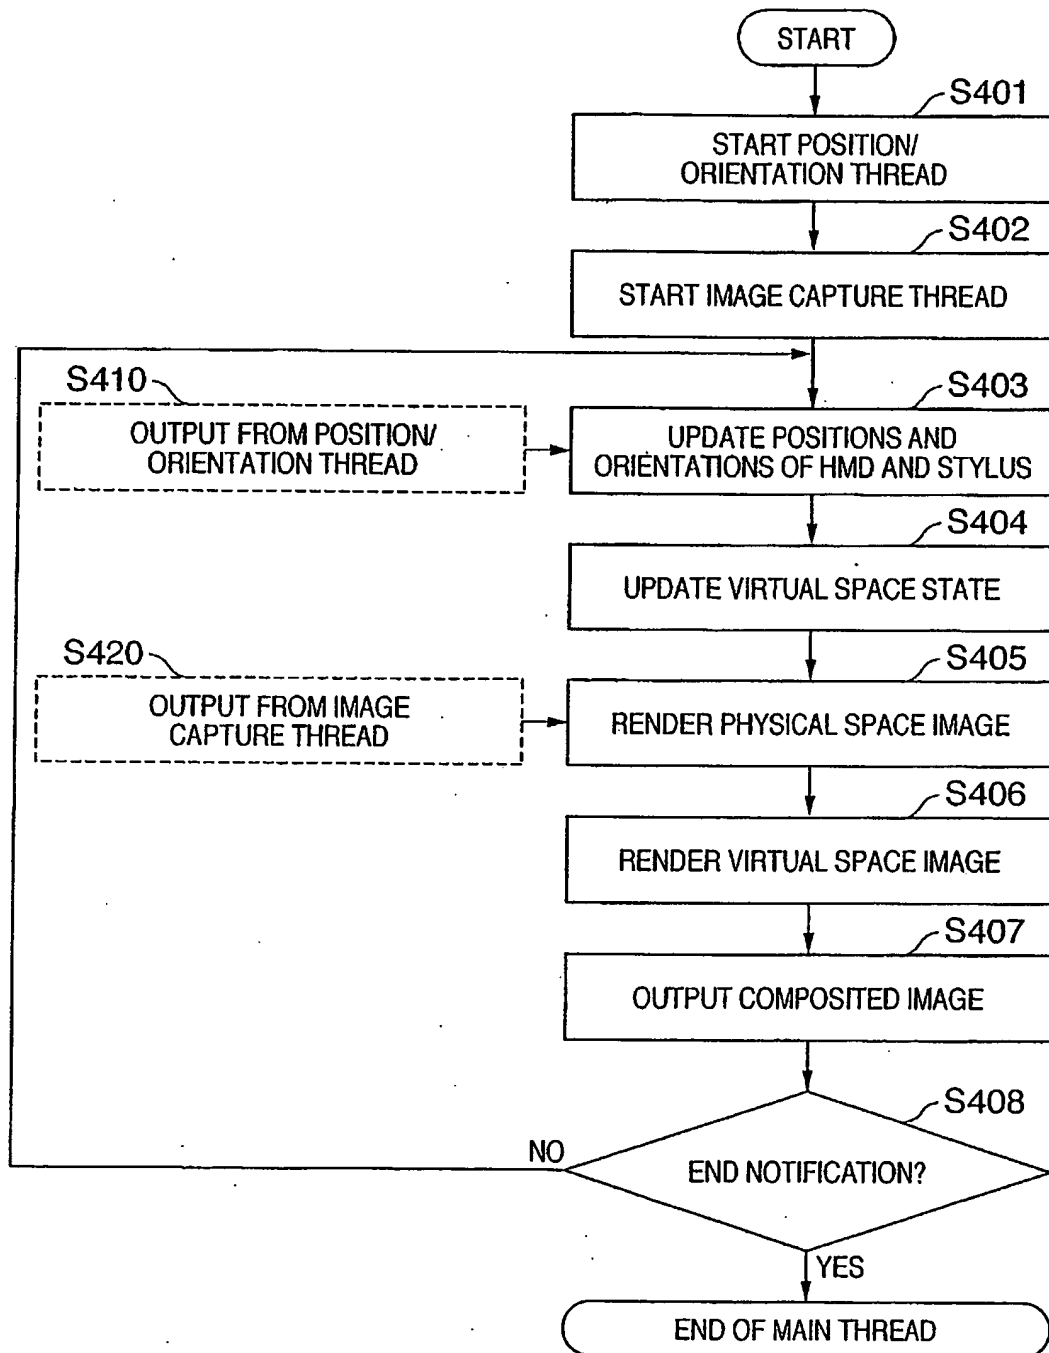 START
S401
START POSITION/
ORIENTATION THREAD
S402
START IMAGE CAPTURE THREAD
S410
OUTPUT FROM POSITION/
ORIENTATION THREAD
S403
UPDATE POSITIONS AND
ORIENTATIONS OF HMD AND STYLUS
S404
UPDATE VIRTUAL SPACE STATE
S420
OUTPUT FROM IMAGE
CAPTURE THREAD
S405
RENDER PHYSICAL SPACE IMAGE
S406
RENDER VIRTUAL SPACE IMAGE
S407
OUTPUT COMPOSITED IMAGE
S408
NO
END NOTIFICATION?
YES
END OF MAIN THREAD